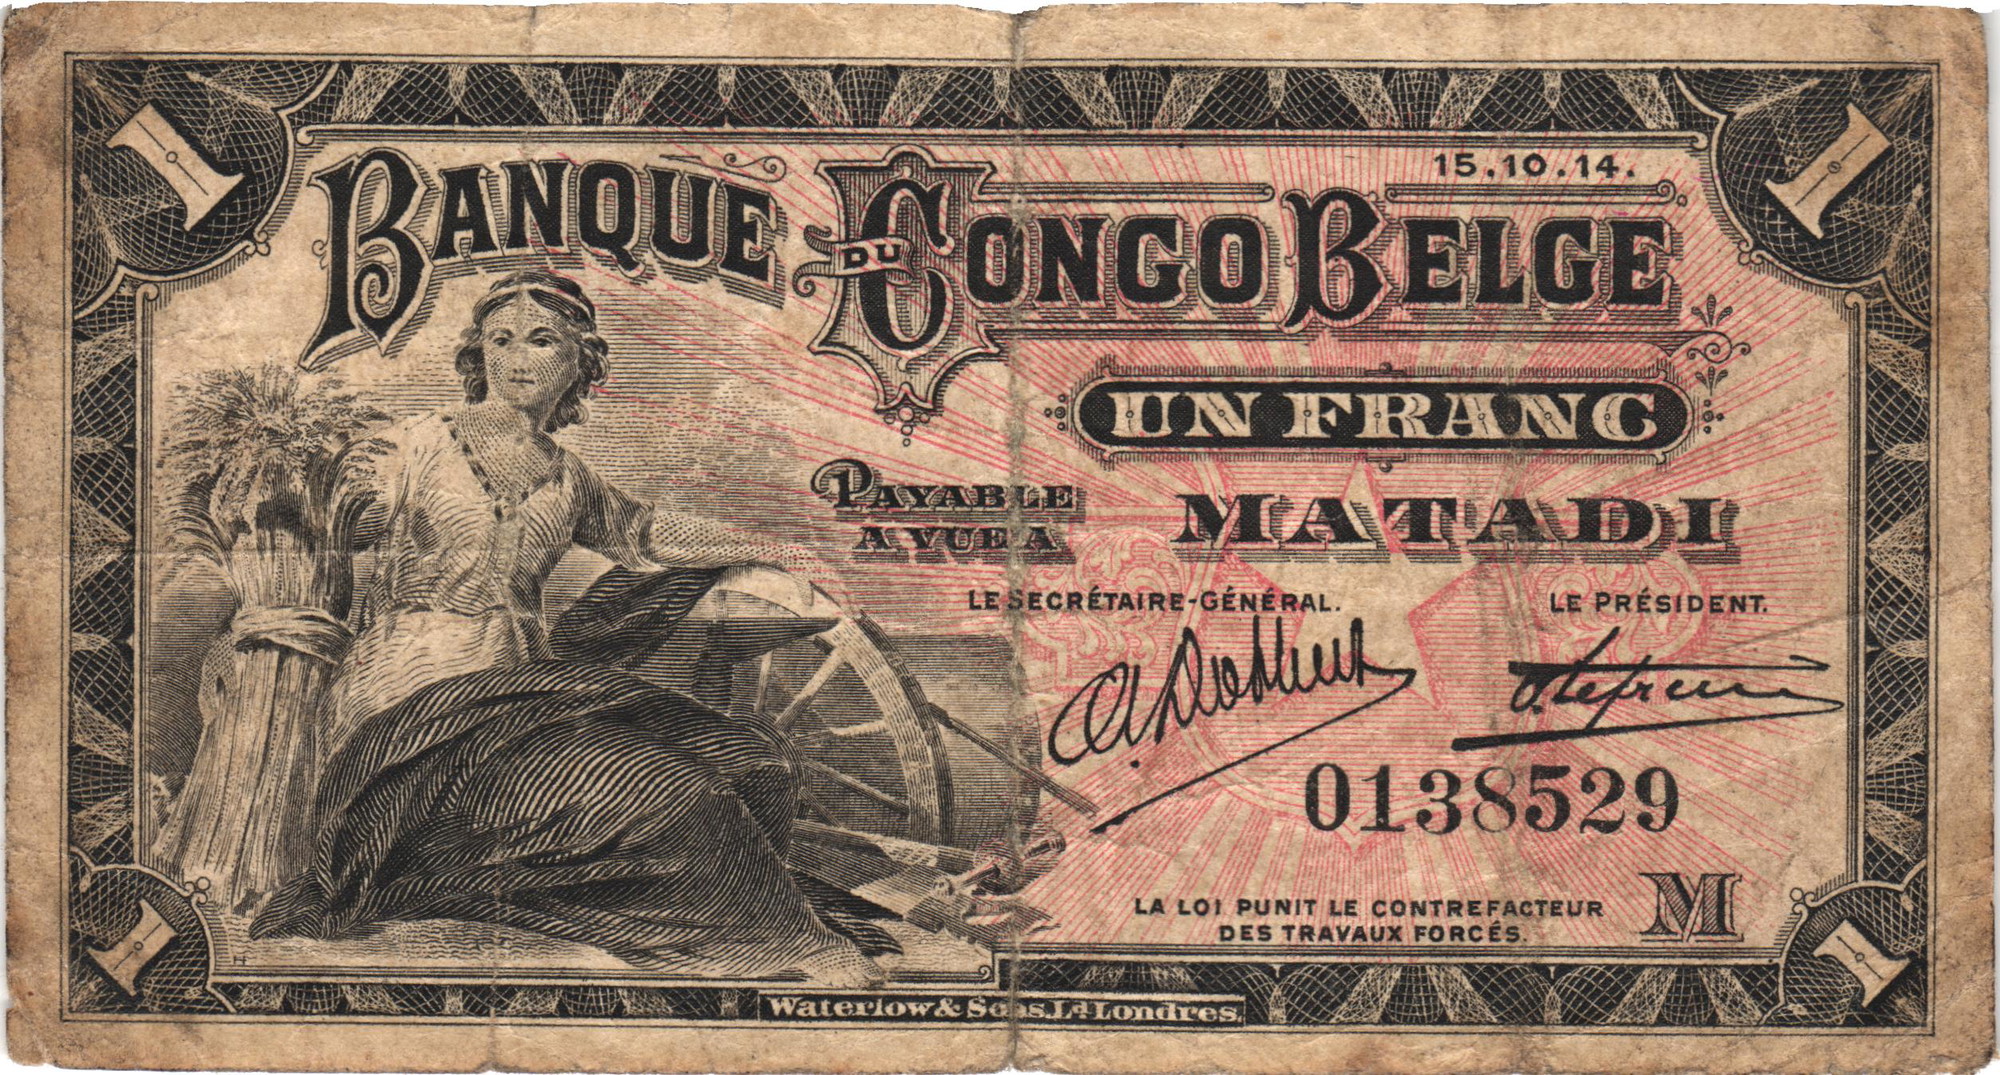 1
1
15.10.14.
BANQUE DU CONGO BELGE
UN FRANC
PAYABLE
A VUE A
MATADI
LE SECRÉTAIRE-GÉNÉRAL.
LE PRÉSIDENT.
0138529
LA LOI PUNIT LE CONTREFACTEUR
DES TRAVAUX FORCÉS.
M
1
1
Waterlow & Sons Ld Londres.